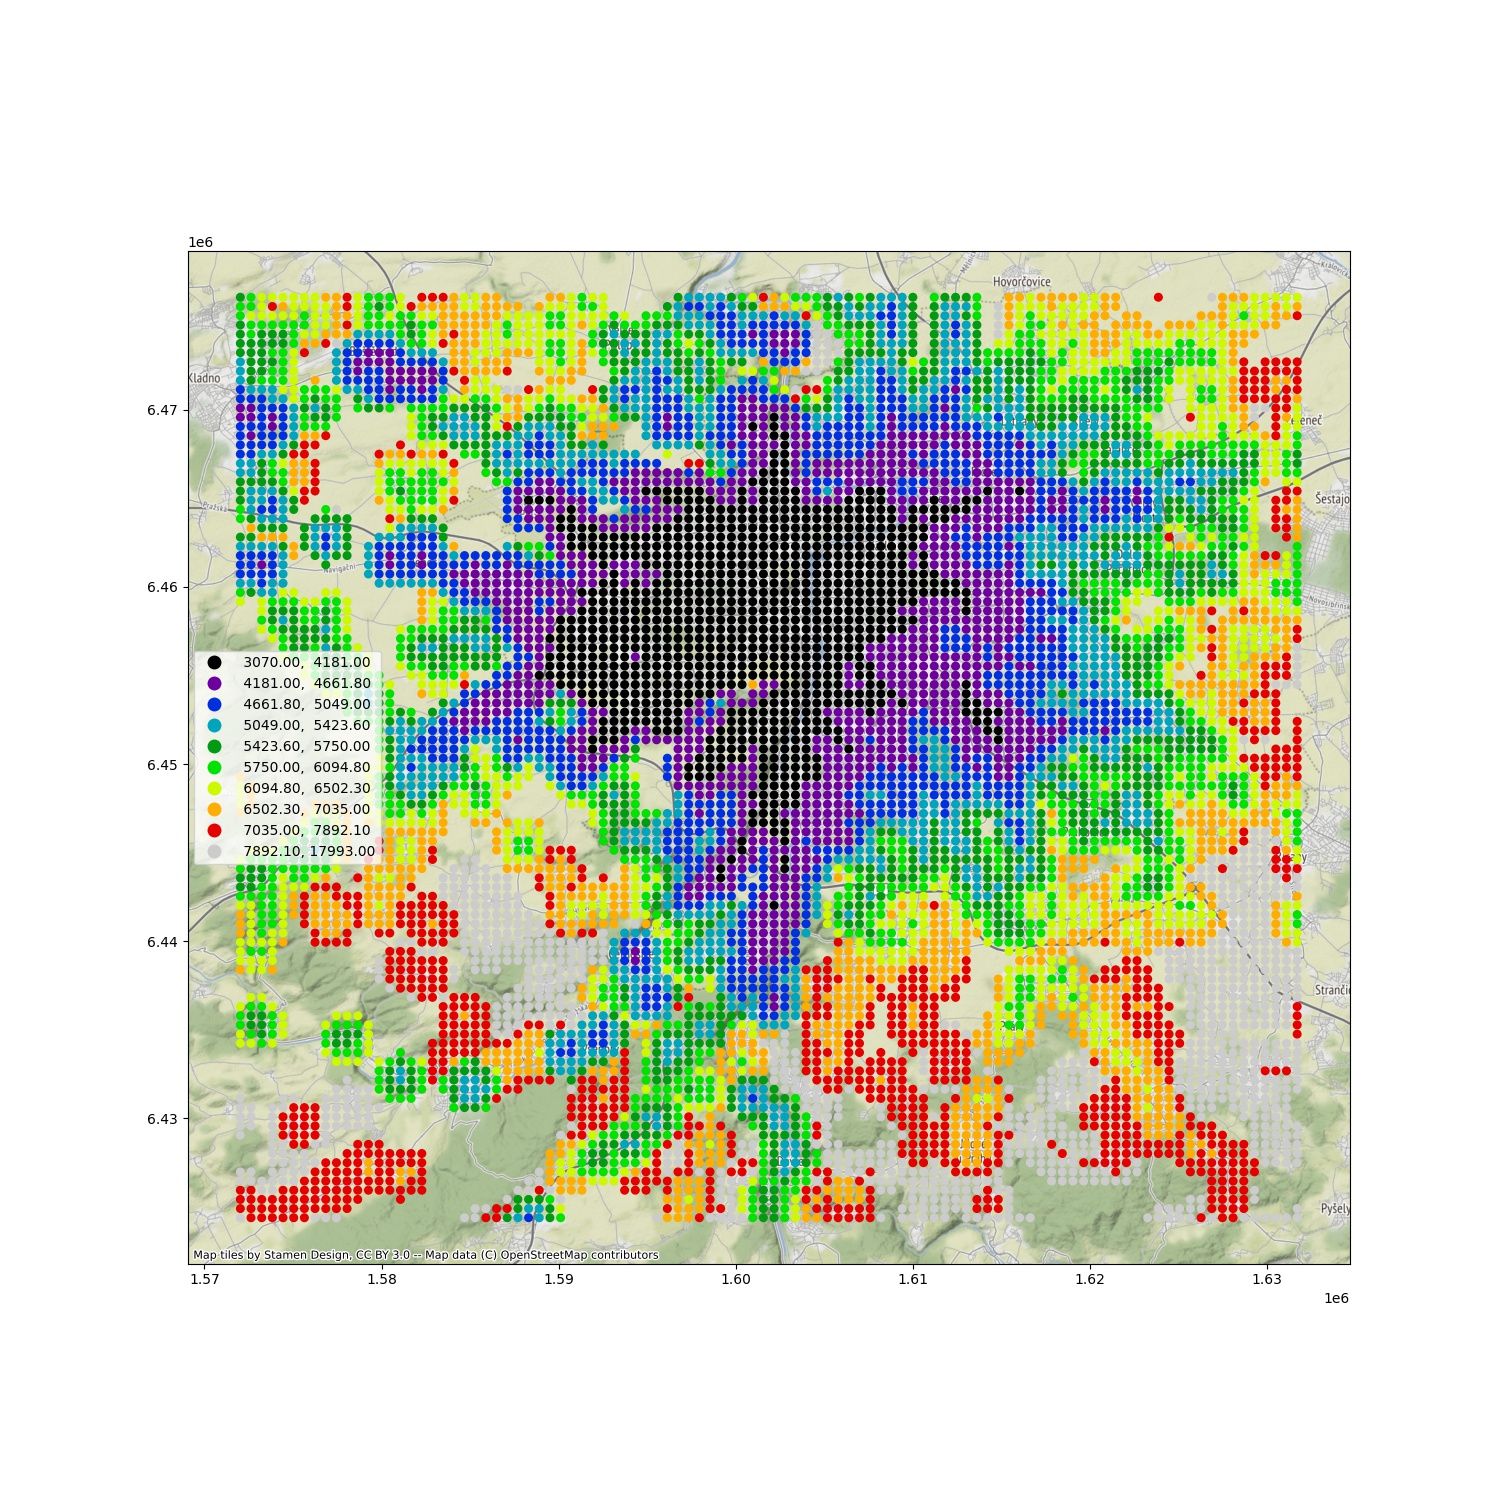 1e6
Hovorčovice
Kladno
6.47
Pražská
Šestajo
Navigační
6.46
Novosibřinsk
3070.00, 4181.00
4181.00, 4661.80
4661.80, 5049.00
5049.00, 5423.60
5423.60, 5750.00
6.45
5750.00, 6094.80
6094.80, 6502.30
6502.30, 7035.00
7035.00, 7892.10
7892.10, 17993.00
6.44
Strančic
6.43
Pyšely
Map tiles by Stamen Design, CC BY 3.0 -- Map data (C) OpenStreetMap contributors
1.57
1.58
1.59
1.60
1.61
1.62
1.63
1e6